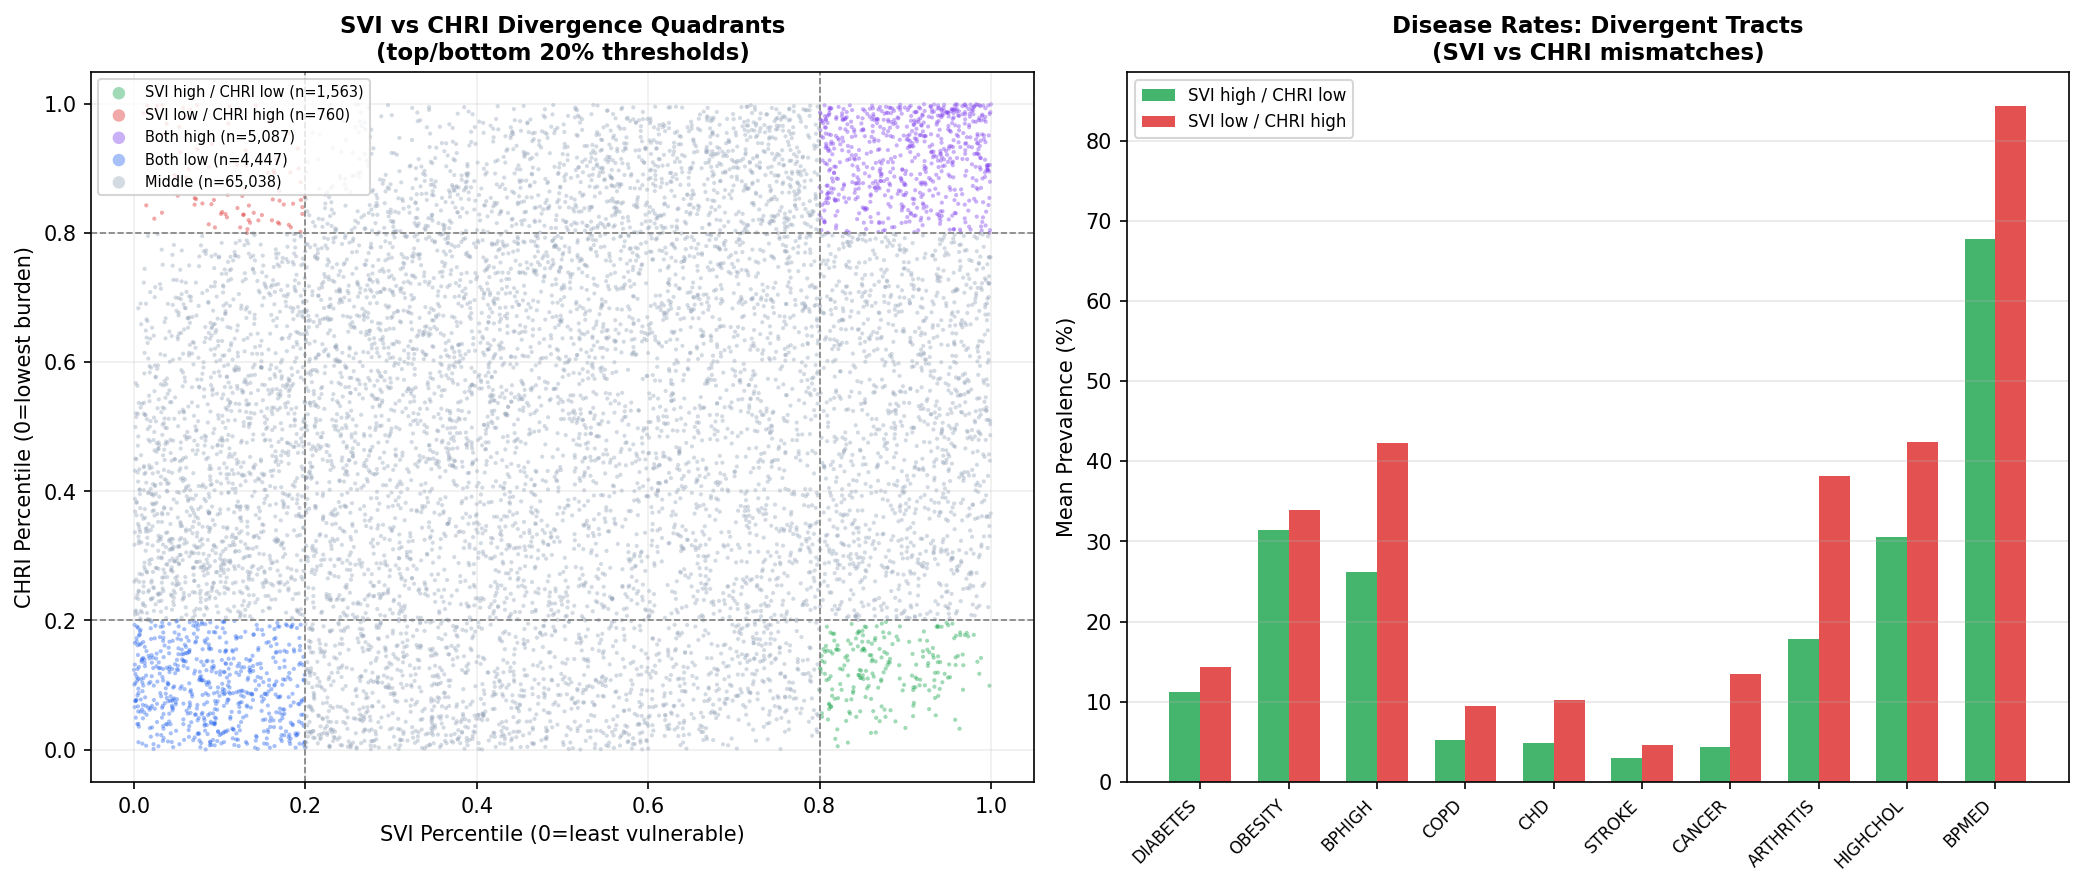 SVI vs CHRI Divergence Quadrants
(top/bottom 20% thresholds)
SVI high / CHRI low (n=1,563)
SVI low / CHRI high (n=760)
Both high (n=5,087)
Both low (n=4,447)
Middle (n=65,038)
CHRI Percentile (0=lowest burden)
1.0
0.8
0.6
0.4
0.2
0.0
0.0 0.2 0.4 0.6 0.8 1.0
SVI Percentile (0=least vulnerable)
Disease Rates: Divergent Tracts
(SVI vs CHRI mismatches)
SVI high / CHRI low
SVI low / CHRI high
Mean Prevalence (%)
80
70
60
50
40
30
20
10
0
DIABETES
OBESITY
BPHIGH
COPD
CHD
STROKE
CANCER
ARTHRITIS
HIGHCHOL
BPMED